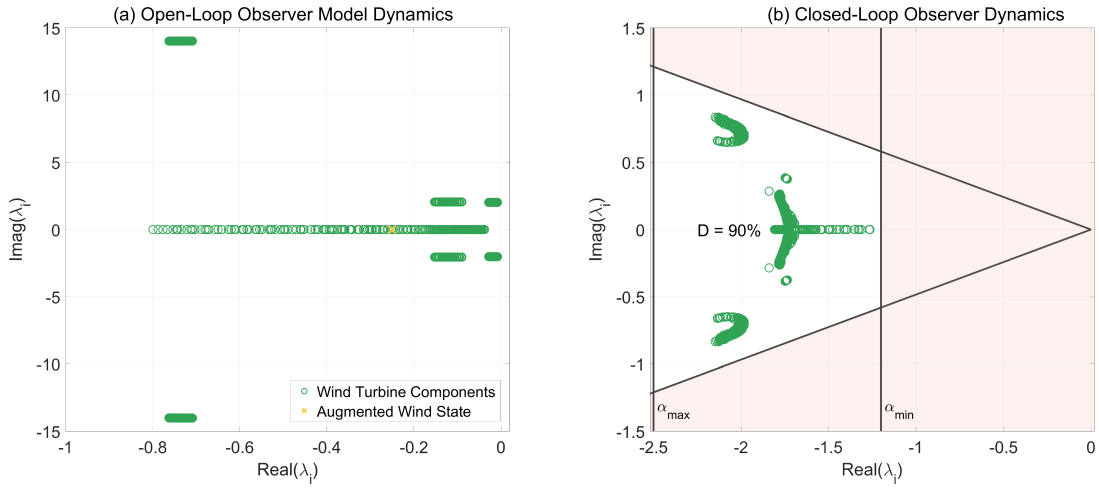 (a) Open-Loop Observer Model Dynamics
15
10
5
0
-5
-10
-15
-1
-0.8
-0.6
-0.4
-0.2
0
Imag(λi)
Real(λi)
Wind Turbine Components
Augmented Wind State
(b) Closed-Loop Observer Dynamics
1.5
1
0.5
0
-0.5
-1
-1.5
-2.5
-2
-1.5
-1
-0.5
0
Imag(λi)
Real(λi)
D = 90%
αmax
αmin